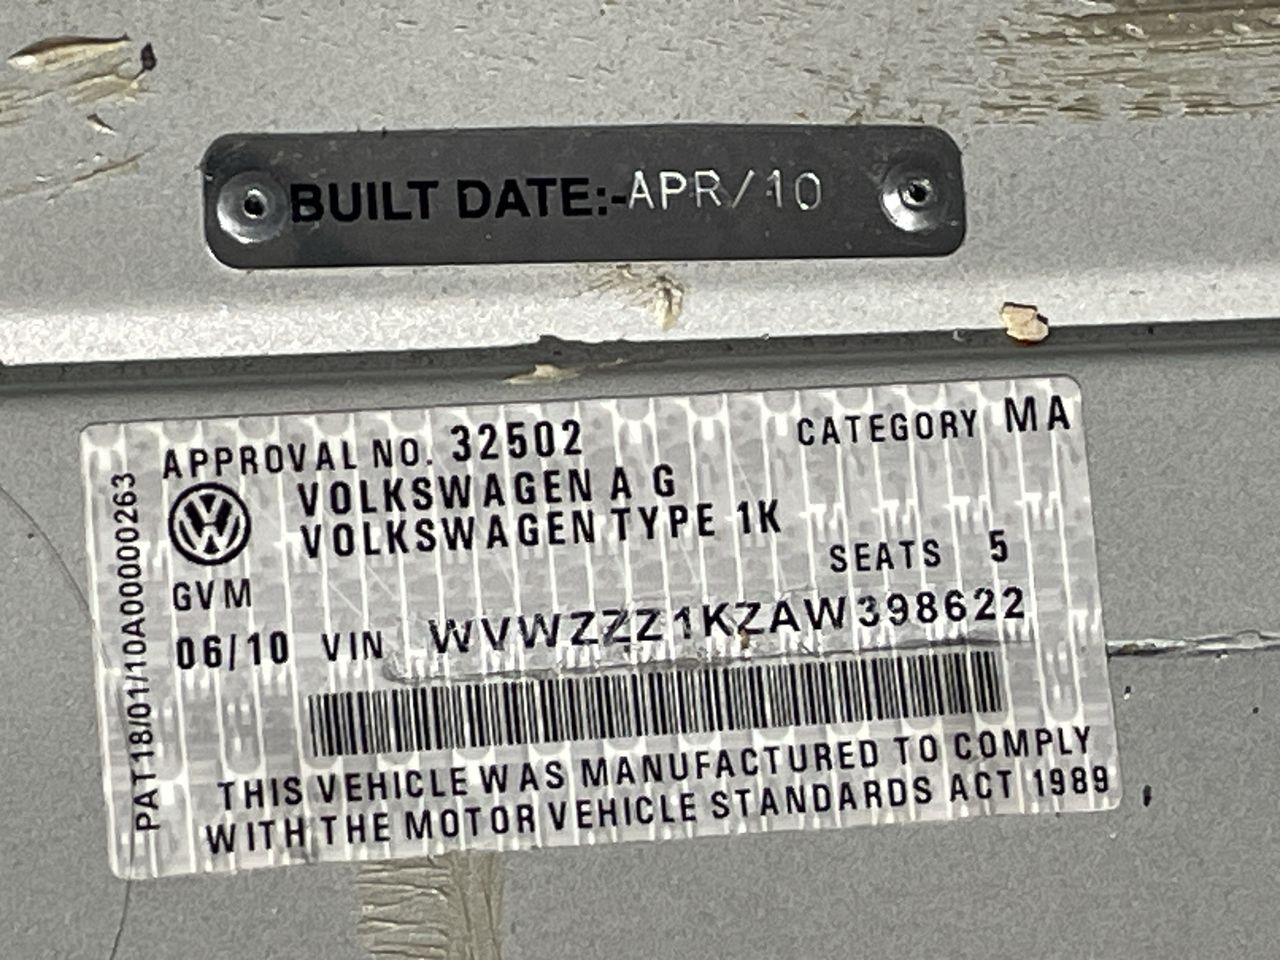 BUILT DATE:-APR/10
APPROVAL NO. 32502 CATEGORY MA
VOLKSWAGEN A G
VOLKSWAGEN TYPE 1K
SEATS 5
GVM
06/10 VIN WVWZZZ1KZAW398622
THIS VEHICLE WAS MANUFACTURED TO COMPLY
WITH THE MOTOR VEHICLE STANDARDS ACT 1989
PAT18/01/10A00000263